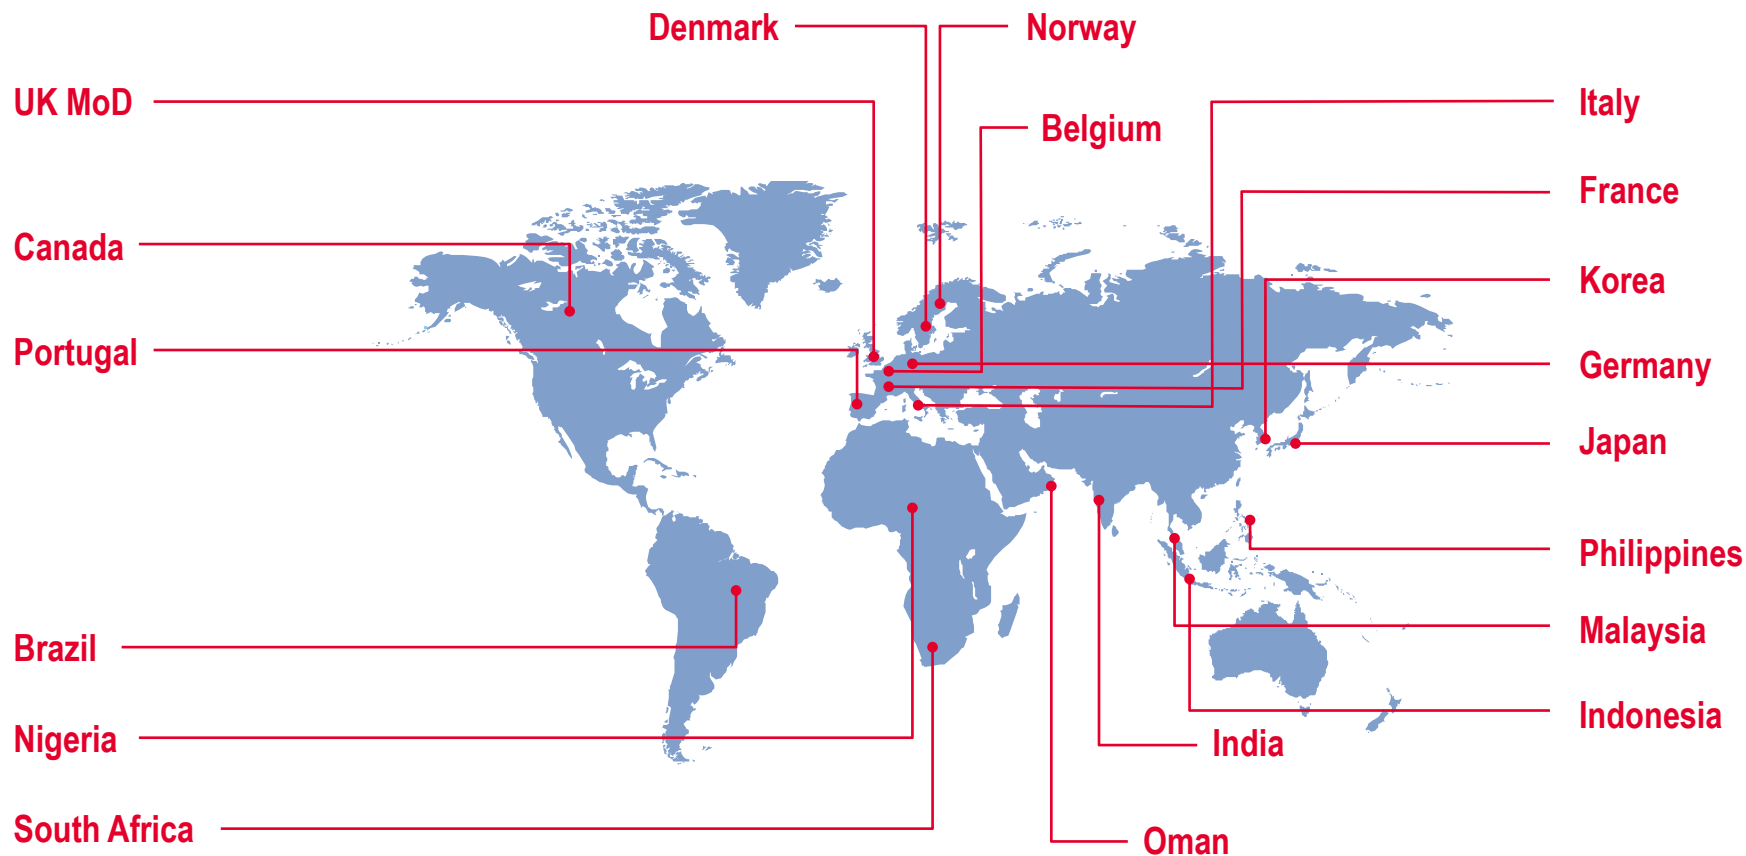 Denmark
Norway
UK MoD
Italy
Belgium
France
Canada
Korea
Portugal
Germany
Japan
Philippines
Malaysia
Brazil
Indonesia
Nigeria
India
South Africa
Oman